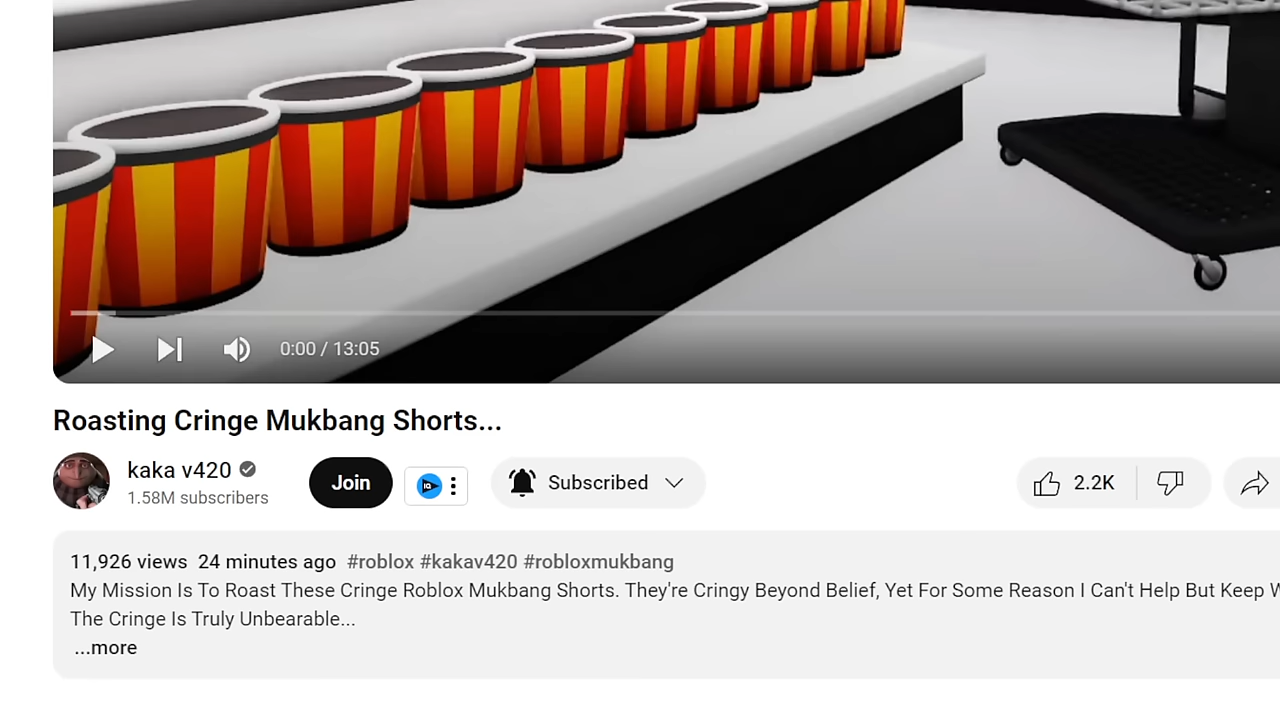 0:00 / 13:05
Roasting Cringe Mukbang Shorts...
kaka v420
1.58M subscribers
Join
IQ
Subscribed
2.2K
11,926 views 24 minutes ago #roblox #kakav420 #robloxmukbang
My Mission Is To Roast These Cringe Roblox Mukbang Shorts. They're Cringy Beyond Belief, Yet For Some Reason I Can't Help But Keep
The Cringe Is Truly Unbearable...
...more